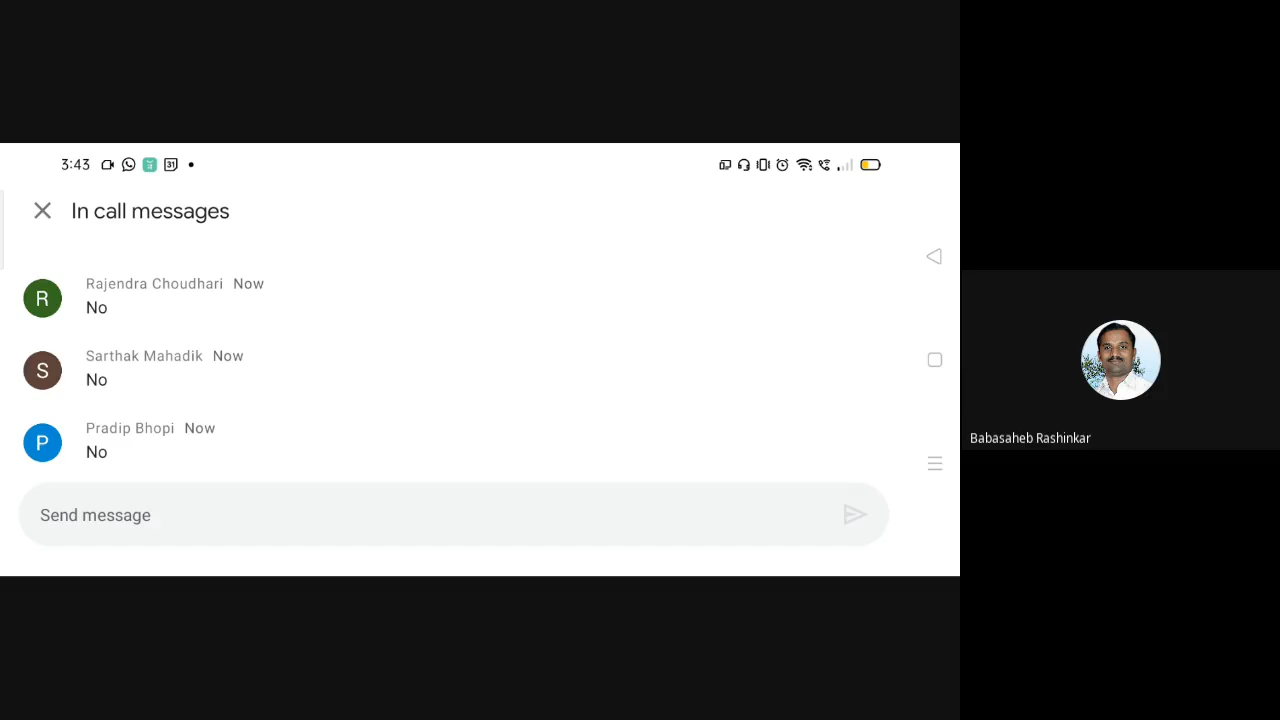 3:43
31
In call messages
R
Rajendra Choudhari Now
No
S
Sarthak Mahadik Now
No
P
Pradip Bhopi Now
No
Send message
Babasaheb Rashinkar